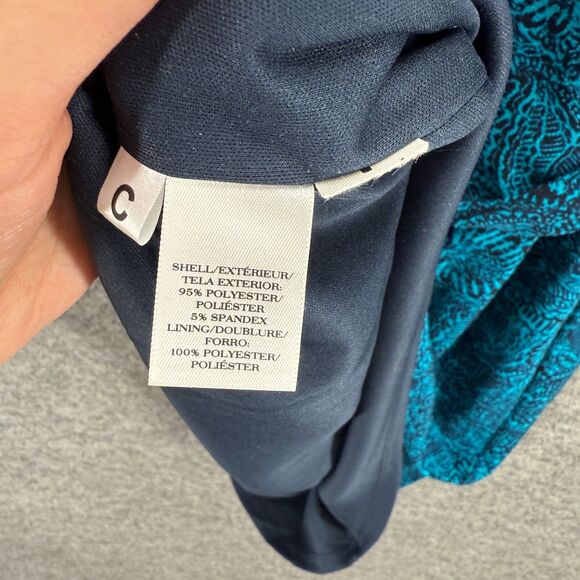 C
SHELL/EXTÉRIEUR/
TELA EXTERIOR:
95% POLYESTER/
POLIÉSTER
5% SPANDEX
LINING/DOUBLURE/
FORRO:
100% POLYESTER/
POLIÉSTER